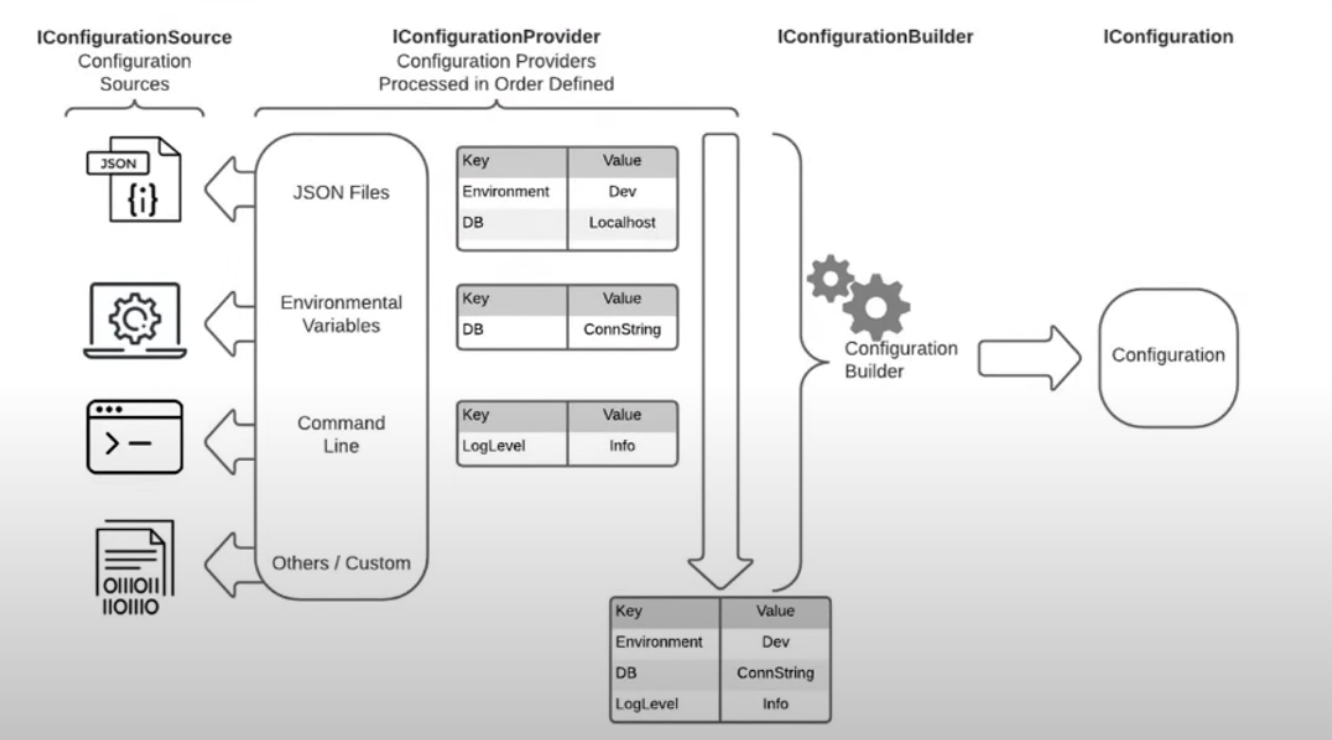 IConfigurationSource
Configuration
Sources
IConfigurationProvider
Configuration Providers
Processed in Order Defined
IConfigurationBuilder
IConfiguration
JSON
{i}
JSON Files
Key Value
Environment Dev
DB Localhost
Environmental
Variables
Key Value
DB ConnString
Command
Line
Key Value
LogLevel Info
Others / Custom
OIIIOII
IIOIIIO
Configuration
Builder
Configuration
Key Value
Environment Dev
DB ConnString
LogLevel Info